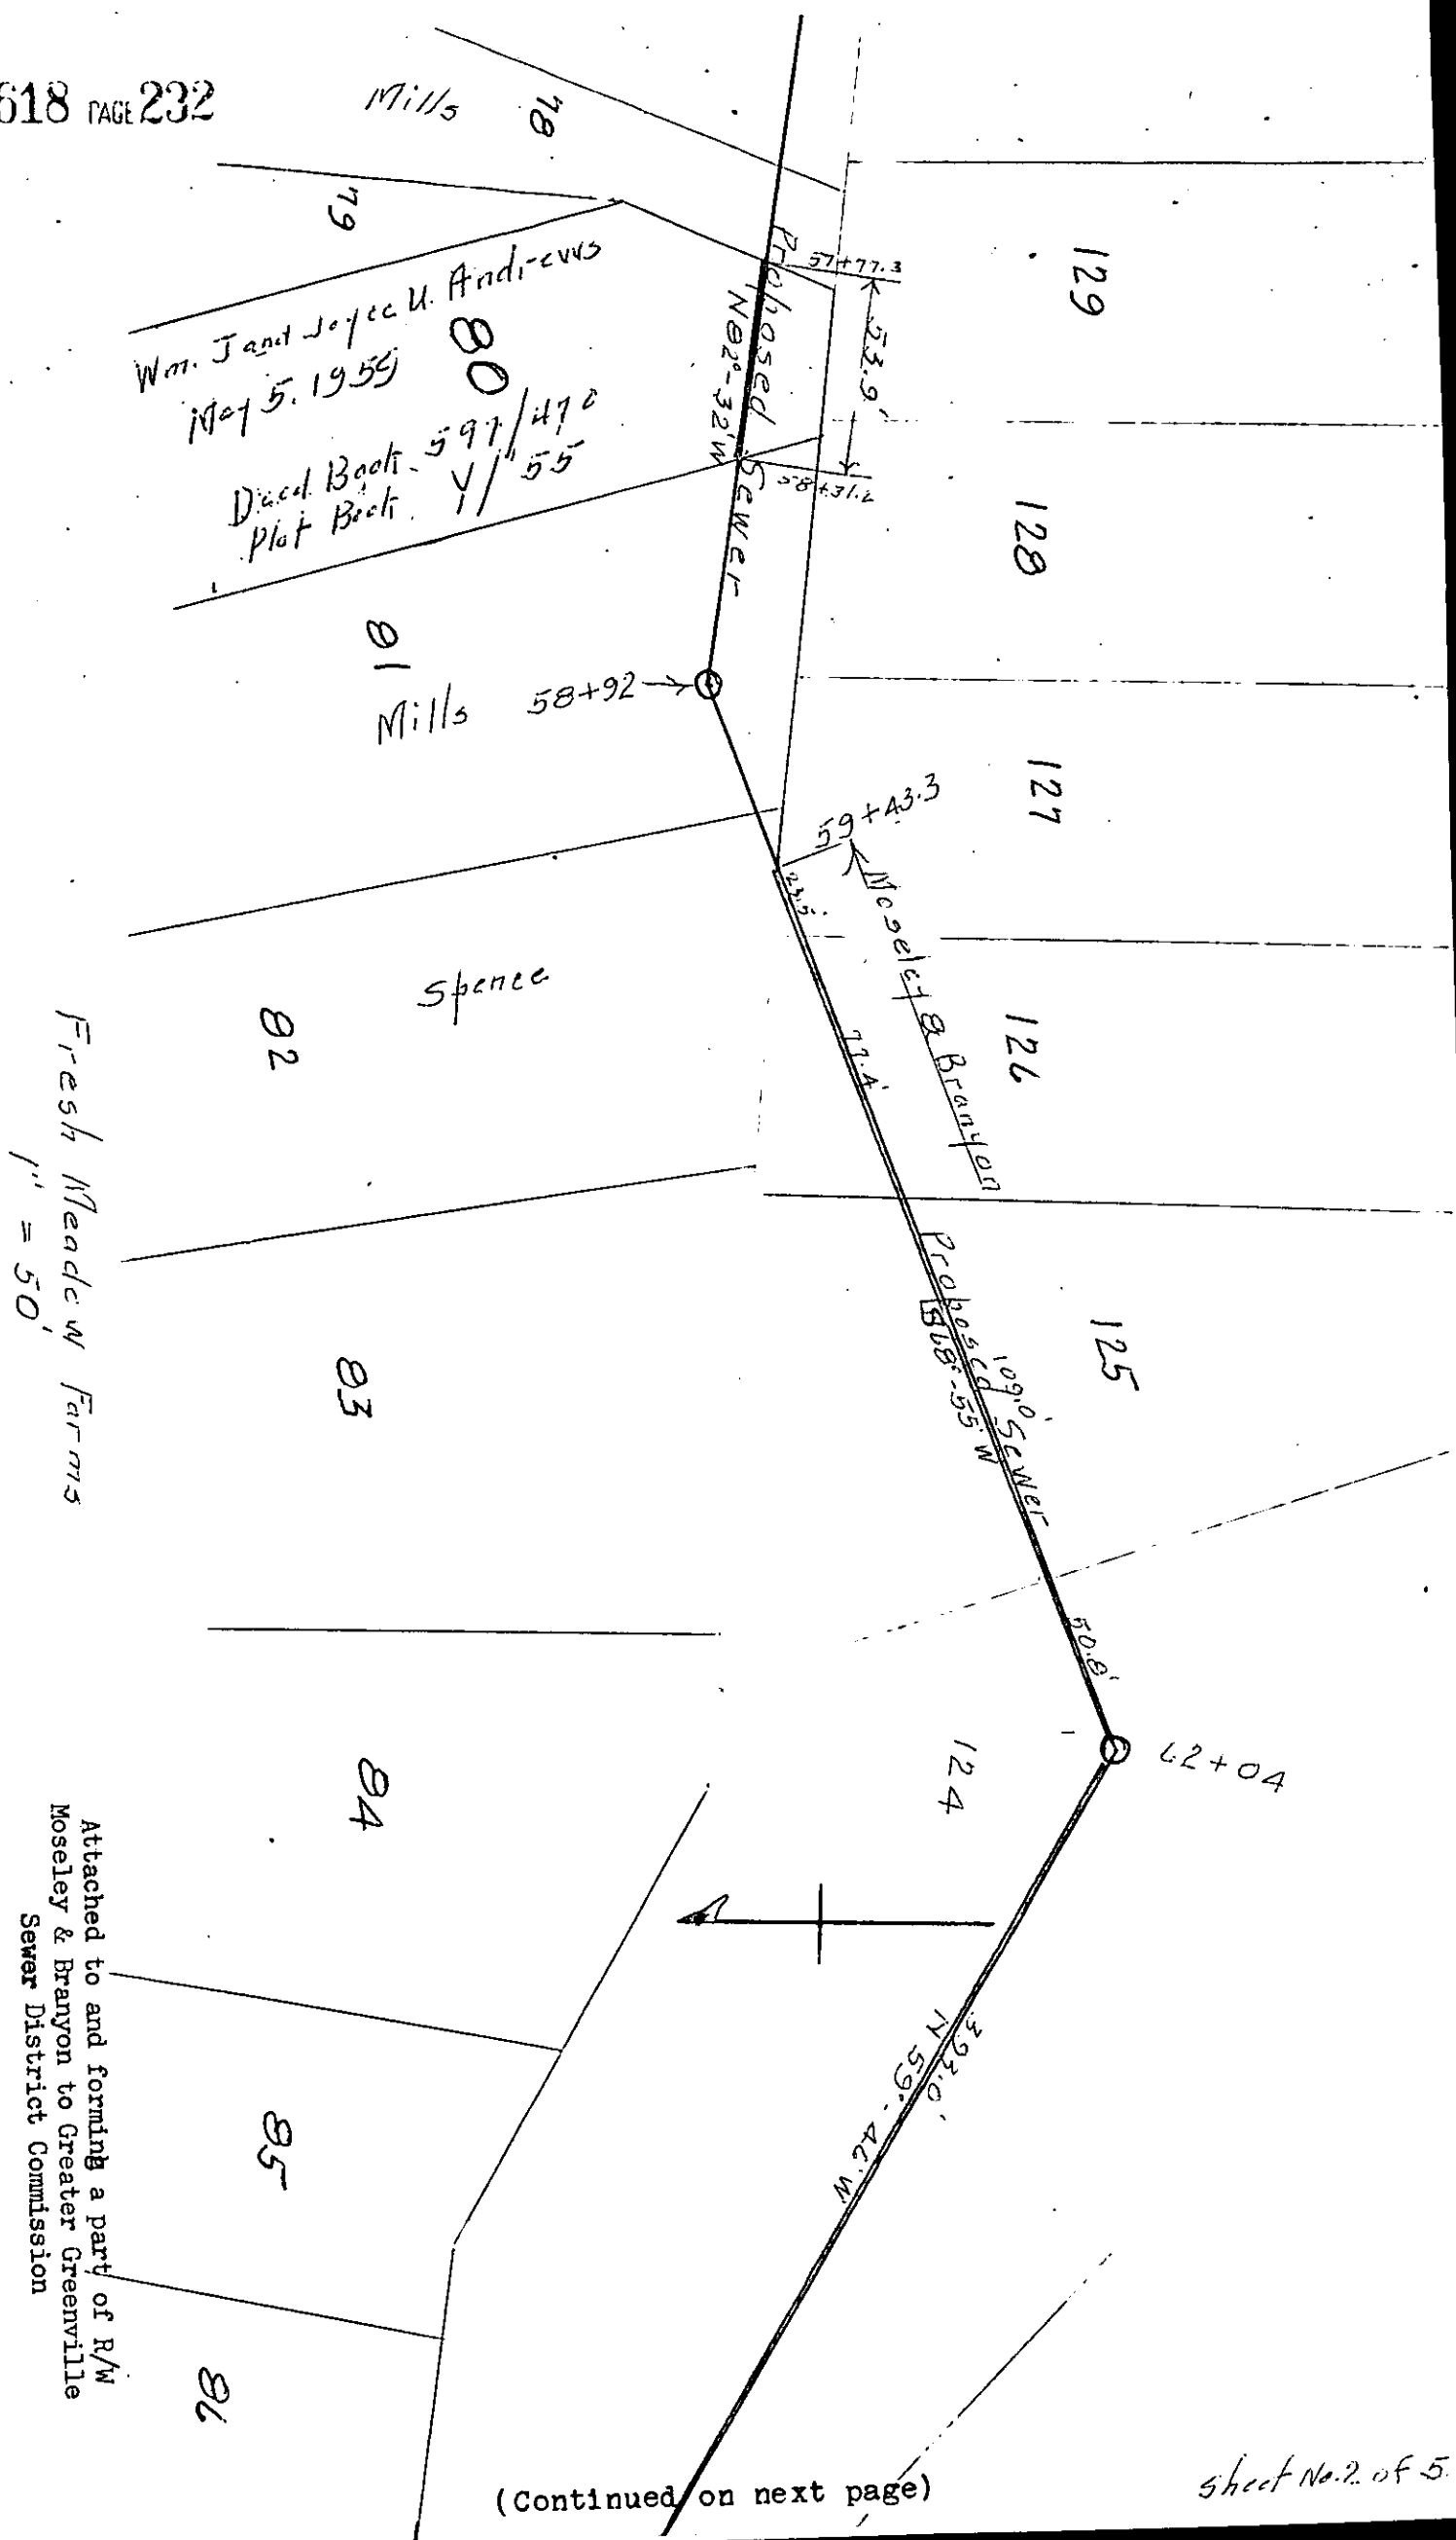 618 PAGE 232
Mills
78
79
Wm. J and Joyce U. Andrews
May 5, 1959
80
Deed Book. 597/470
Plat Book. Y/"55
Proposed Sewer
N82°-32'W
57+77.3
53.9'
58+31.2
129
128
127
126
125
124
81
Mills
58+92
59+43.3
Moseley & Branyon
23.5'
77.4'
Spence
82
83
Proposed Sewer
109.0'
S68°-55'W
50.8'
62+04
84
85
86
393.0'
N 59°-46'W
Fresh Meadow Farms
1" = 50'
Attached to and forming a part of R/W
Moseley & Branyon to Greater Greenville
Sewer District Commission
(Continued on next page)
Sheet No. 2 of 5.